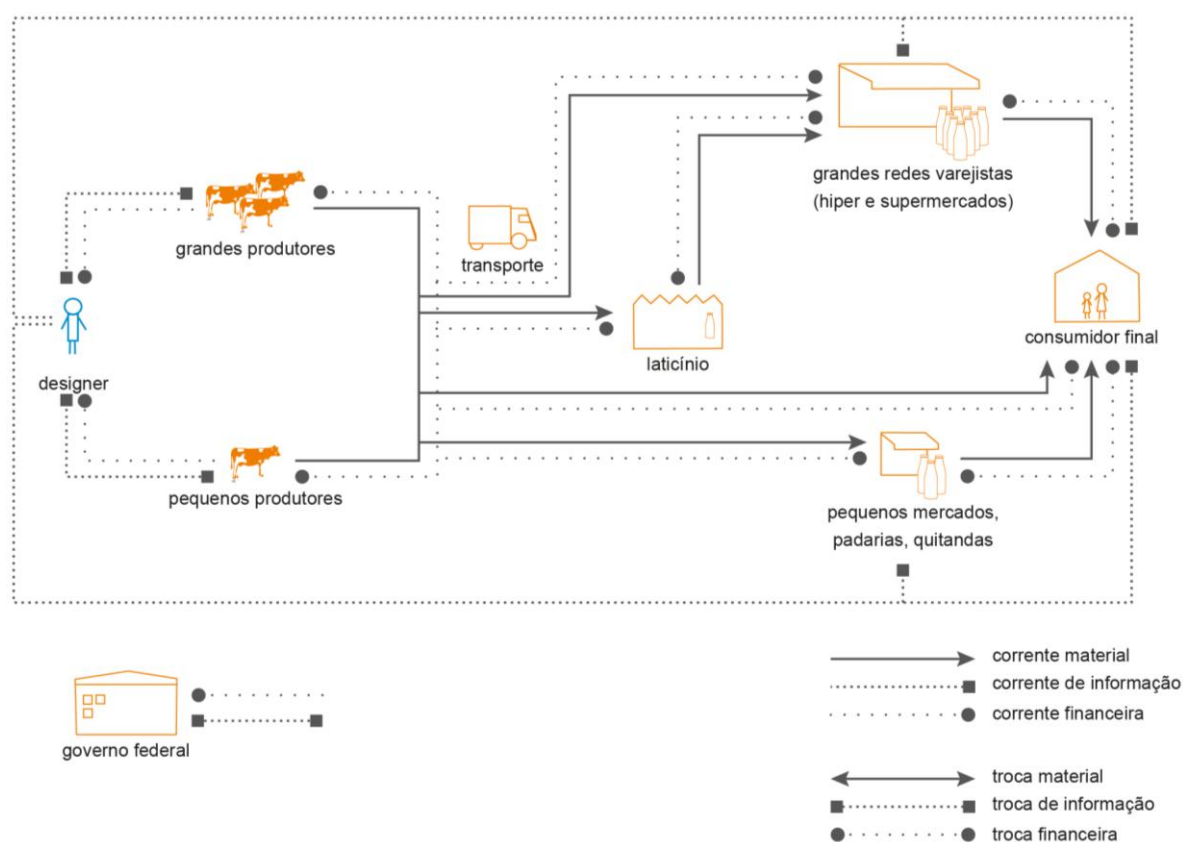 grandes redes varejistas
(hiper e supermercados)
grandes produtores
transporte
consumidor final
laticínio
designer
pequenos produtores
pequenos mercados,
padarias, quitandas
governo federal
corrente material
corrente de informação
corrente financeira
troca material
troca de informação
troca financeira